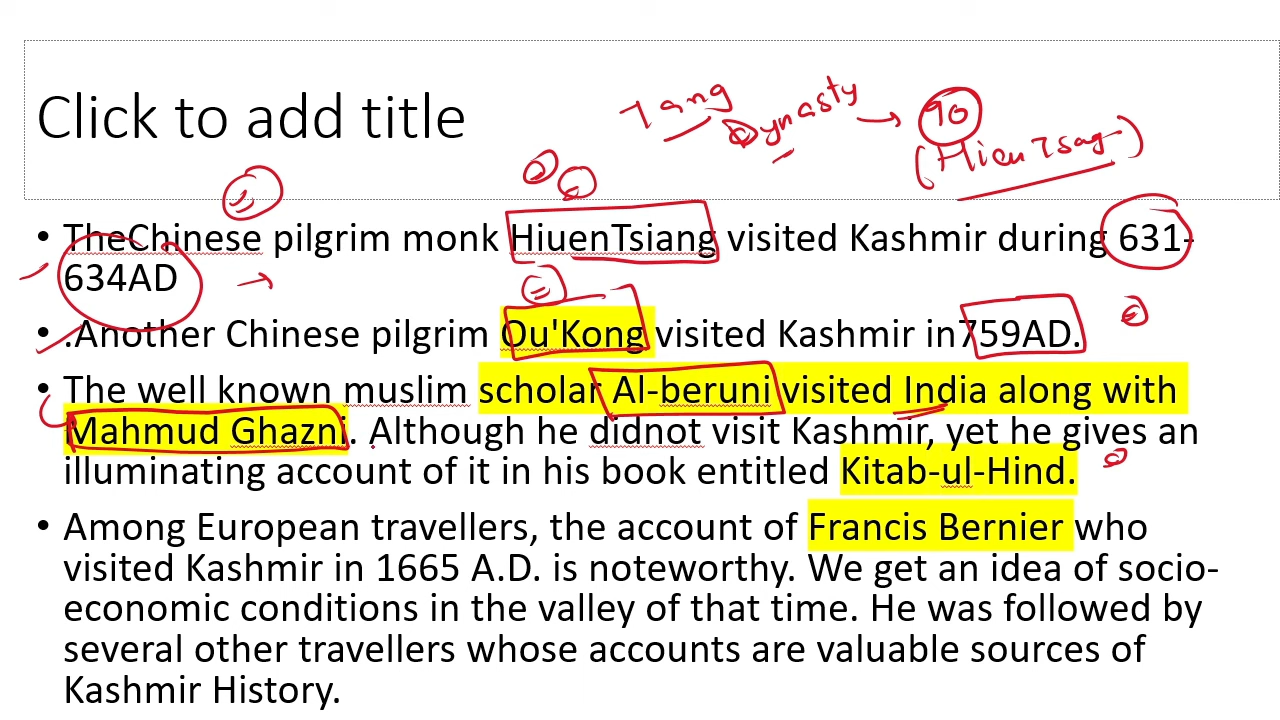 Click to add title
Tang Dynasty → 90
(Hien Tsag)
• TheChinese pilgrim monk HiuenTsiang visited Kashmir during 631-
634AD
• .Another Chinese pilgrim Ou'Kong visited Kashmir in759AD.
• The well known muslim scholar Al-beruni visited India along with
Mahmud Ghazni. Although he didnot visit Kashmir, yet he gives an
illuminating account of it in his book entitled Kitab-ul-Hind.
• Among European travellers, the account of Francis Bernier who
visited Kashmir in 1665 A.D. is noteworthy. We get an idea of socio-
economic conditions in the valley of that time. He was followed by
several other travellers whose accounts are valuable sources of
Kashmir History.